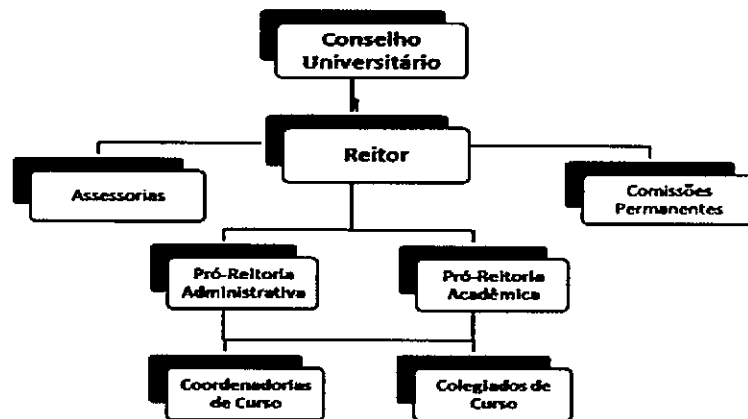 Conselho
Universitário
Reitor
Assessorias
Comissões
Permanentes
Pró-Reitoria
Administrativa
Pró-Reitoria
Acadêmica
Coordenadorias
de Curso
Colegiados de
Curso